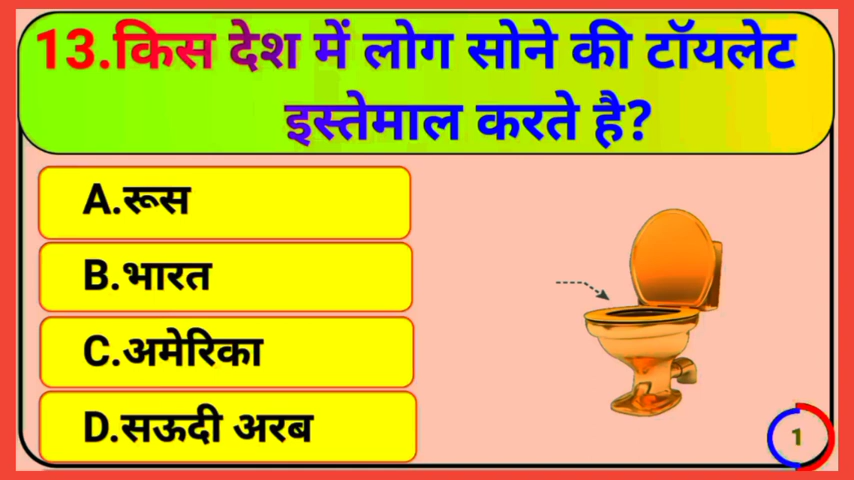 13.किस देश में लोग सोने की टॉयलेट
इस्तेमाल करते है?
A.रूस
B.भारत
C.अमेरिका
D.सऊदी अरब
1